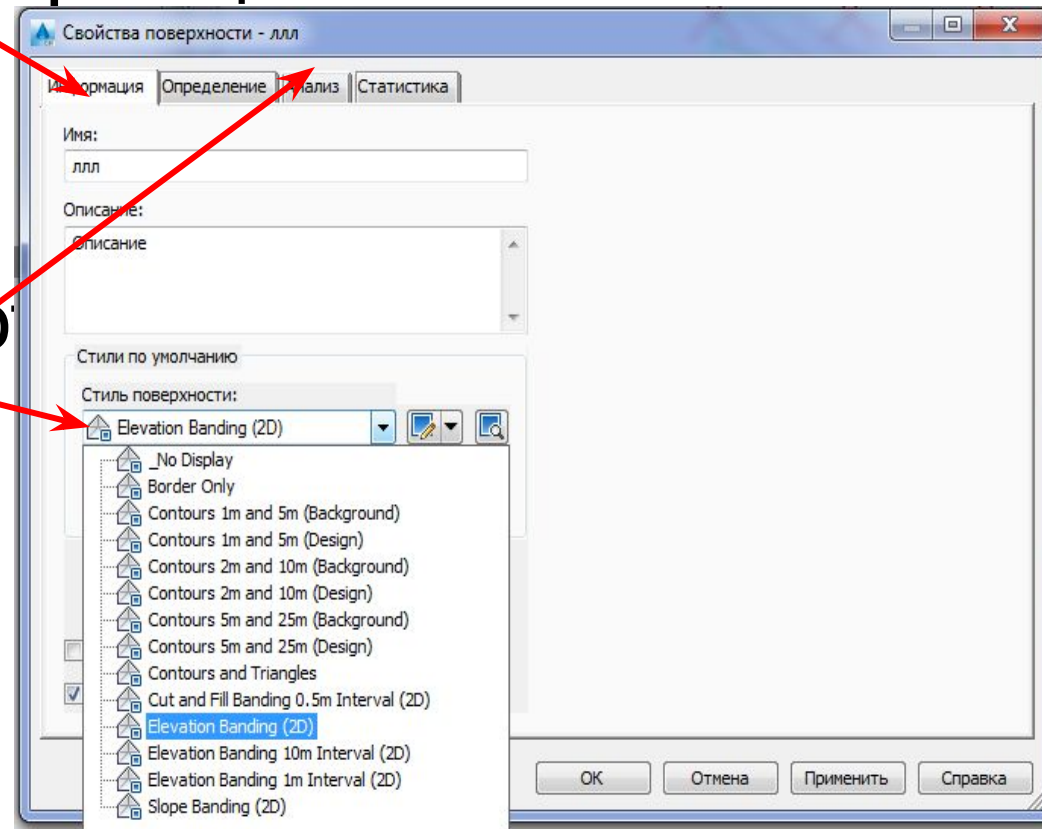 Свойства поверхности - ллл
Информация Определение Анализ Статистика
Имя:
ллл
Описание:
Описание
Стили по умолчанию
Стиль поверхности:
Elevation Banding (2D)
_No Display
Border Only
Contours 1m and 5m (Background)
Contours 1m and 5m (Design)
Contours 2m and 10m (Background)
Contours 2m and 10m (Design)
Contours 5m and 25m (Background)
Contours 5m and 25m (Design)
Contours and Triangles
Cut and Fill Banding 0.5m Interval (2D)
Elevation Banding (2D)
Elevation Banding 10m Interval (2D)
Elevation Banding 1m Interval (2D)
Slope Banding (2D)
OK Отмена Применить Справка